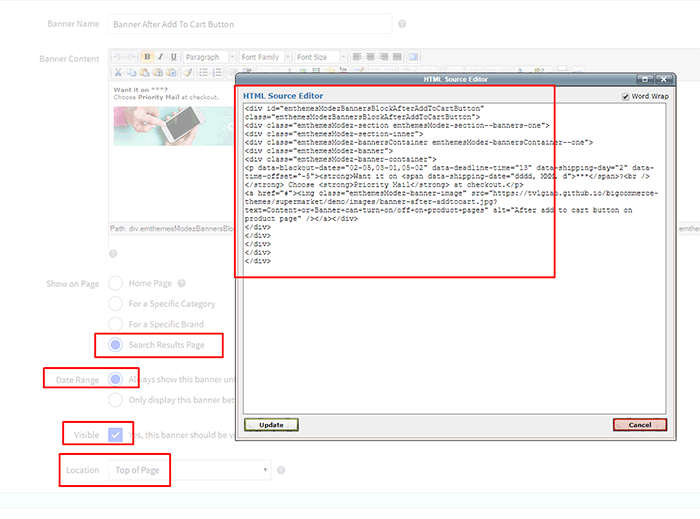 Banner Name
Banner After Add To Cart Button
Banner Content
B I U
Paragraph
Font Family
Font Size
Want it on ***?
Choose Priority Mail at checkout.
Path: div.emthemesModezBannersBlo
HTML Source Editor
HTML Source Editor
Word Wrap
<div id="emthemesModezBannersBlockAfterAddToCartButton"
class="emthemesModezBannersBlockAfterAddToCartButton">
<div class="emthemesModez-section emthemesModez-section--banners-one">
<div class="emthemesModez-section-inner">
<div class="emthemesModez-bannersContainer emthemesModez-bannersContainer--one">
<div class="emthemesModez-banner">
<div class="emthemesModez-banner-container">
<p data-blackout-dates="02-05,03-01,05-02" data-deadline-time="13" data-shipping-day="2" data-
time-offset="-5"><strong>Want it on <span data-shipping-date="dddd, MMM d">***</span>?<br />
</strong> Choose <strong>Priority Mail</strong> at checkout.</p>
<a href="#"><img class="emthemesModez-banner-image" src="https://tvlgiao.github.io/bigcommerce-
themes/supermarket/demo/images/banner-after-addtocart.jpg?
text=Content+or+Banner+can+turn+on/off+on+product+pages" alt="After add to cart button on
product page" /></a></div>
</div>
</div>
</div>
</div>
Update
Cancel
Show on Page
Home Page
For a Specific Category
For a Specific Brand
Search Results Page
Date Range
Always show this banner unt
Only display this banner bet
Visible
Yes, this banner should be v
Location
Top of Page